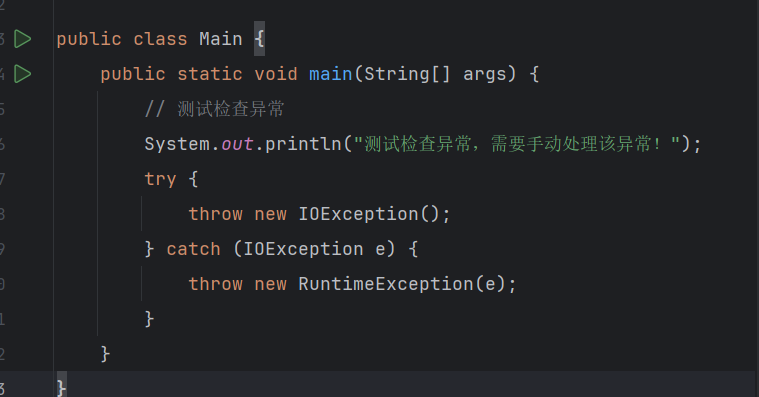 2
3 public class Main {
4 public static void main(String[] args) {
5 // 测试检查异常
6 System.out.println("测试检查异常，需要手动处理该异常！");
7 try {
8 throw new IOException();
9 } catch (IOException e) {
0 throw new RuntimeException(e);
1 }
2 }
3 }